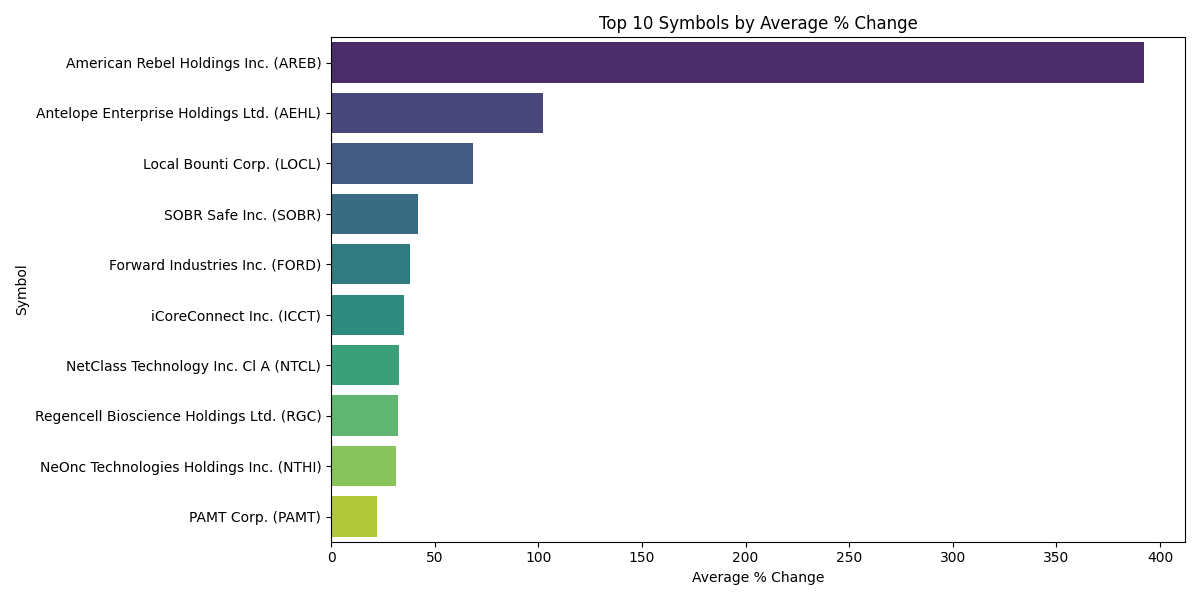 Top 10 Symbols by Average % Change
American Rebel Holdings Inc. (AREB)
Antelope Enterprise Holdings Ltd. (AEHL)
Local Bounti Corp. (LOCL)
SOBR Safe Inc. (SOBR)
Forward Industries Inc. (FORD)
iCoreConnect Inc. (ICCT)
NetClass Technology Inc. Cl A (NTCL)
Regencell Bioscience Holdings Ltd. (RGC)
NeOnc Technologies Holdings Inc. (NTHI)
PAMT Corp. (PAMT)
Symbol
0 50 100 150 200 250 300 350 400
Average % Change